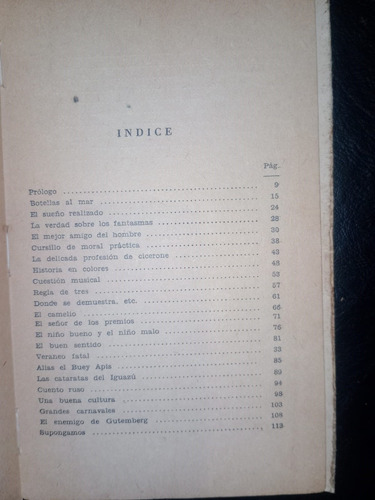 INDICE
Pág.
Prólogo 9
Botellas al mar 15
El sueño realizado 24
La verdad sobre los fantasmas 28
El mejor amigo del hombre 30
Cursillo de moral práctica 38
La delicada profesión de cicerone 43
Historia en colores 48
Cuestión musical 53
Regla de tres 57
Donde se demuestra, etc. 61
El camelio 66
El señor de los premios 71
El niño bueno y el niño malo 76
El buen sentido 81
Veraneo fatal 83
Alias el Buey Apis 85
Las cataratas del Iguazú 89
Cuento ruso 94
Una buena cultura 98
Grandes carnavales 103
El enemigo de Gutemberg 108
Supongamos 113